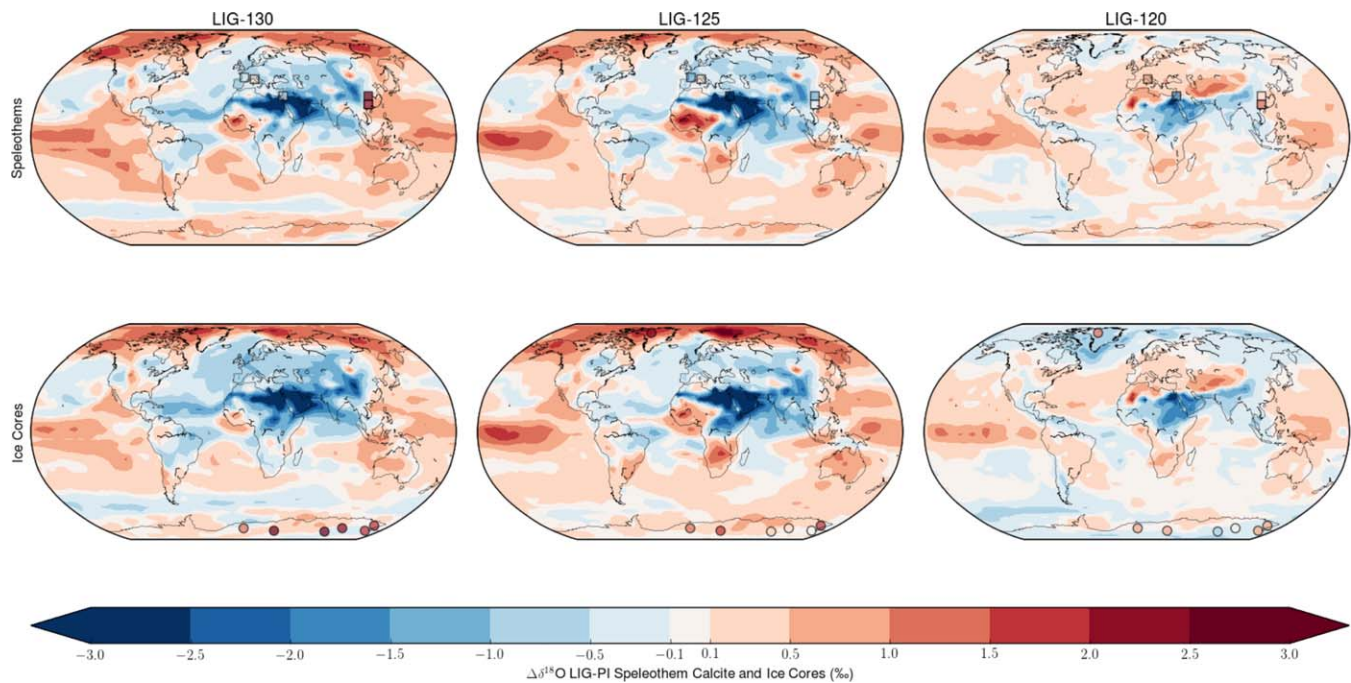 LIG-130 LIG-125 LIG-120
Speleothems
Ice Cores
−3.0 −2.5 −2.0 −1.5 −1.0 −0.5 −0.1 0.1 0.5 1.0 1.5 2.0 2.5 3.0
Δδ¹⁸O LIG-PI Speleothem Calcite and Ice Cores (‰)